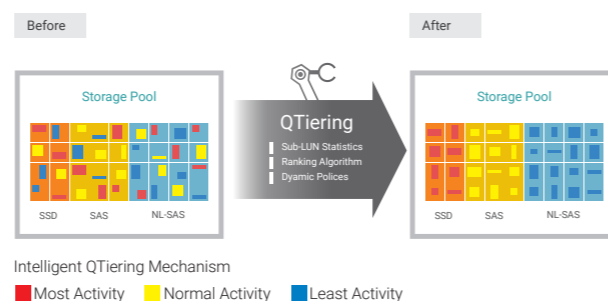 Before
After
Storage Pool
QTiering
Sub-LUN Statistics
Ranking Algorithm
Dyamic Polices
Storage Pool
SSD
SAS
NL-SAS
SSD
SAS
NL-SAS
Intelligent QTiering Mechanism
Most Activity
Normal Activity
Least Activity